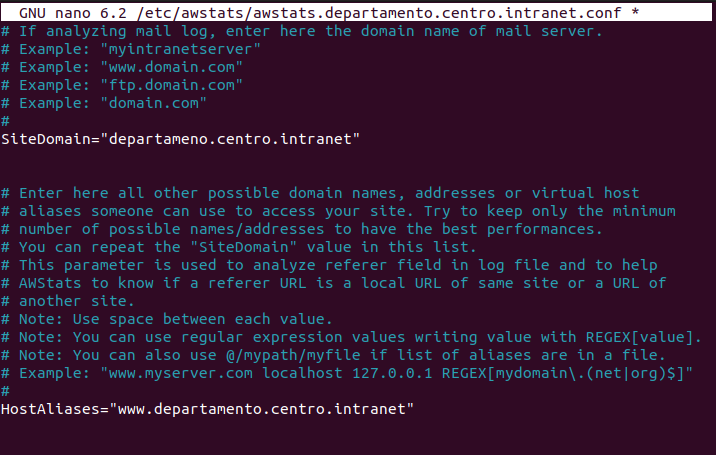 GNU nano 6.2 /etc/awstats/awstats.departamento.centro.intranet.conf *
# If analyzing mail log, enter here the domain name of mail server.
# Example: "myintranetserver"
# Example: "www.domain.com"
# Example: "ftp.domain.com"
# Example: "domain.com"
#
SiteDomain="departameno.centro.intranet"
# Enter here all other possible domain names, addresses or virtual host
# aliases someone can use to access your site. Try to keep only the minimum
# number of possible names/addresses to have the best performances.
# You can repeat the "SiteDomain" value in this list.
# This parameter is used to analyze referer field in log file and to help
# AWStats to know if a referer URL is a local URL of same site or a URL of
# another site.
# Note: Use space between each value.
# Note: You can use regular expression values writing value with REGEX[value].
# Note: You can also use @/mypath/myfile if list of aliases are in a file.
# Example: "www.myserver.com localhost 127.0.0.1 REGEX[mydomain\.(net|org)$]"
#
HostAliases="www.departamento.centro.intranet"